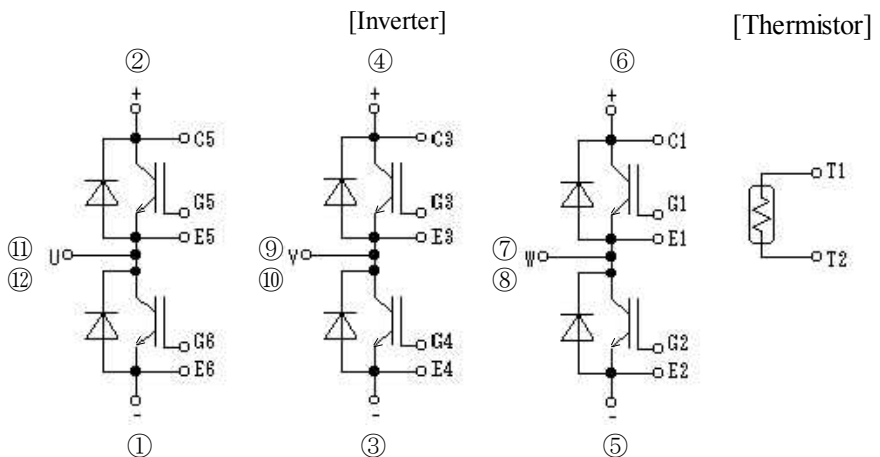 [Inverter] [Thermistor]
② ④ ⑥
+ + +
C5 C3 C1
T1
G5 G3 G1
E5 E3 E1
⑪ U ⑨ V ⑦ W
T2
⑫ ⑩ ⑧
G6 G4 G2
E6 E4 E2
- - -
① ③ ⑤